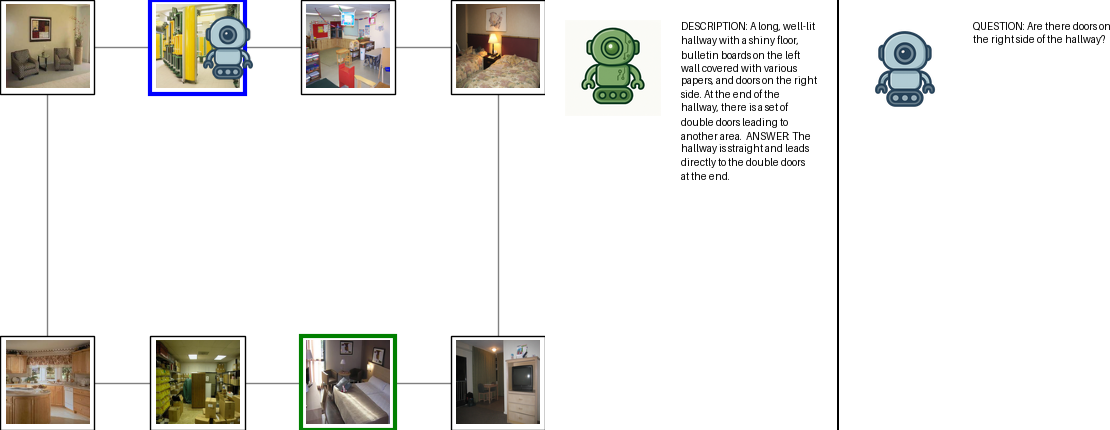 DESCRIPTION: A long, well-lit
hallway with a shiny floor,
bulletin boards on the left
wall covered with various
papers, and doors on the right
side. At the end of the
hallway, there is a set of
double doors leading to
another area. ANSWER: The
hallway is straight and leads
directly to the double doors
at the end.
QUESTION: Are there doors on
the right side of the hallway?